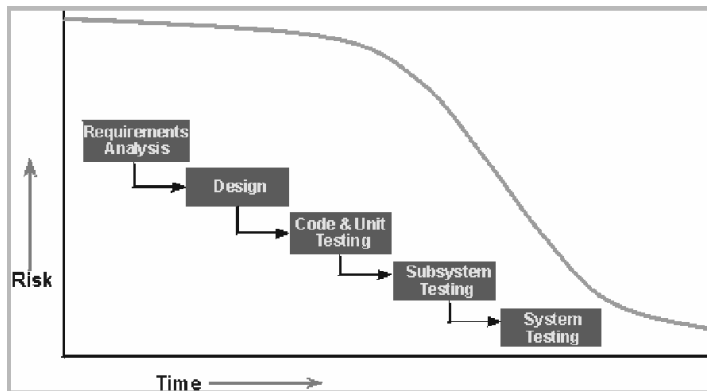 Requirements
Analysis
Design
Code & Unit
Testing
Subsystem
Testing
System
Testing
Risk
Time